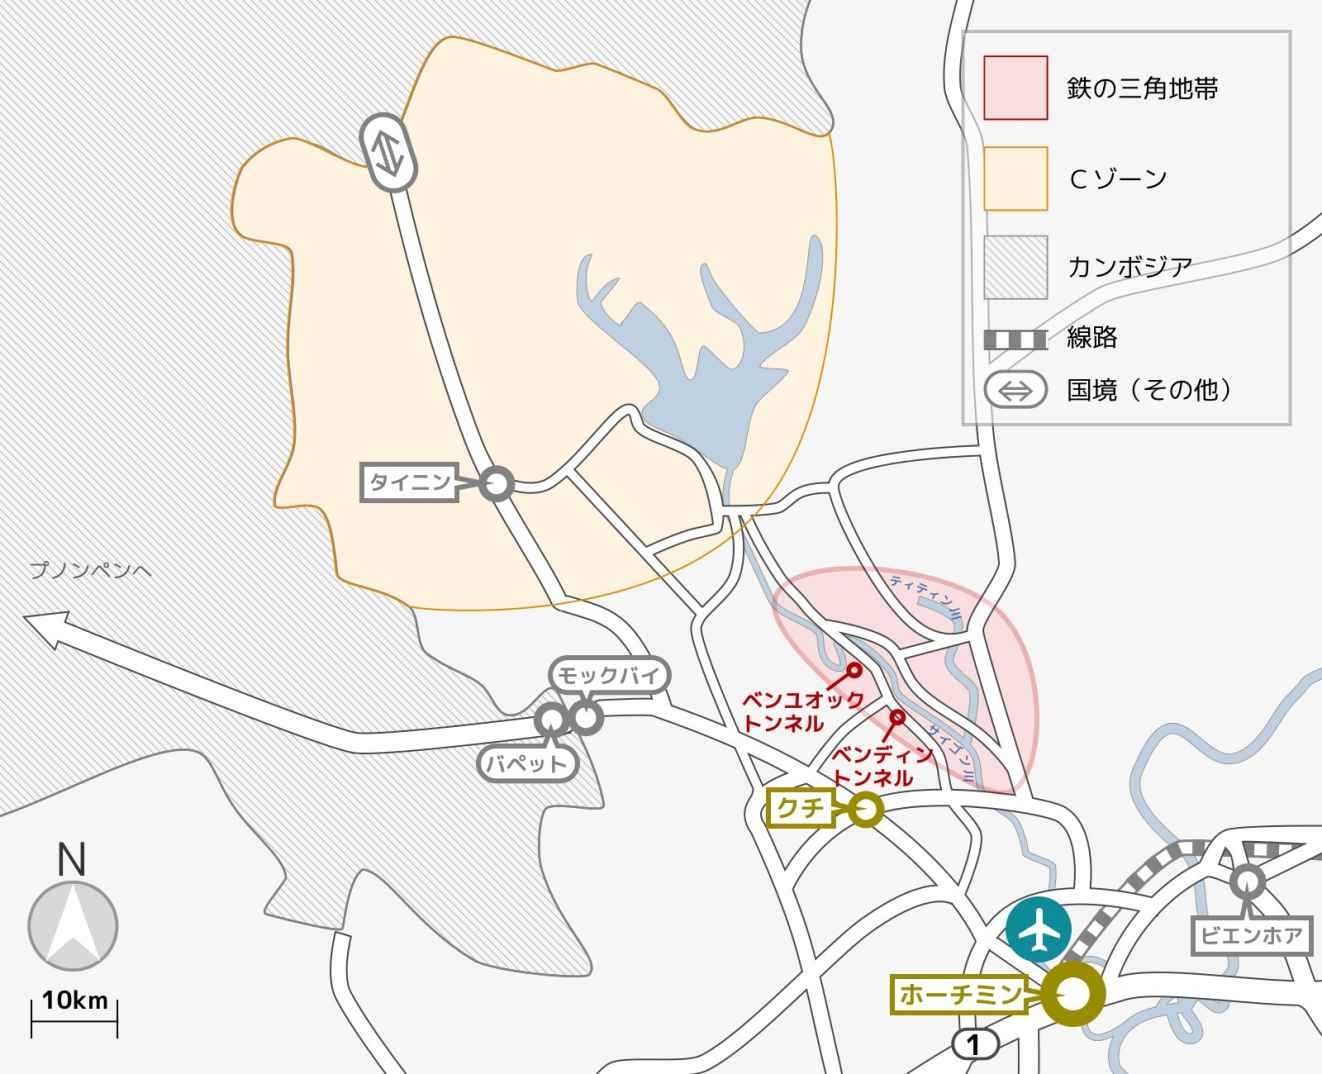 鉄の三角地帯
Cゾーン
カンボジア
線路
国境（その他）
タイニン
プノンペンへ
ティティン川
モックバイ
バペット
ベンユオック
トンネル
ベンディン
トンネル
サイゴン川
クチ
N
10km
ビエンホア
ホーチミン
1